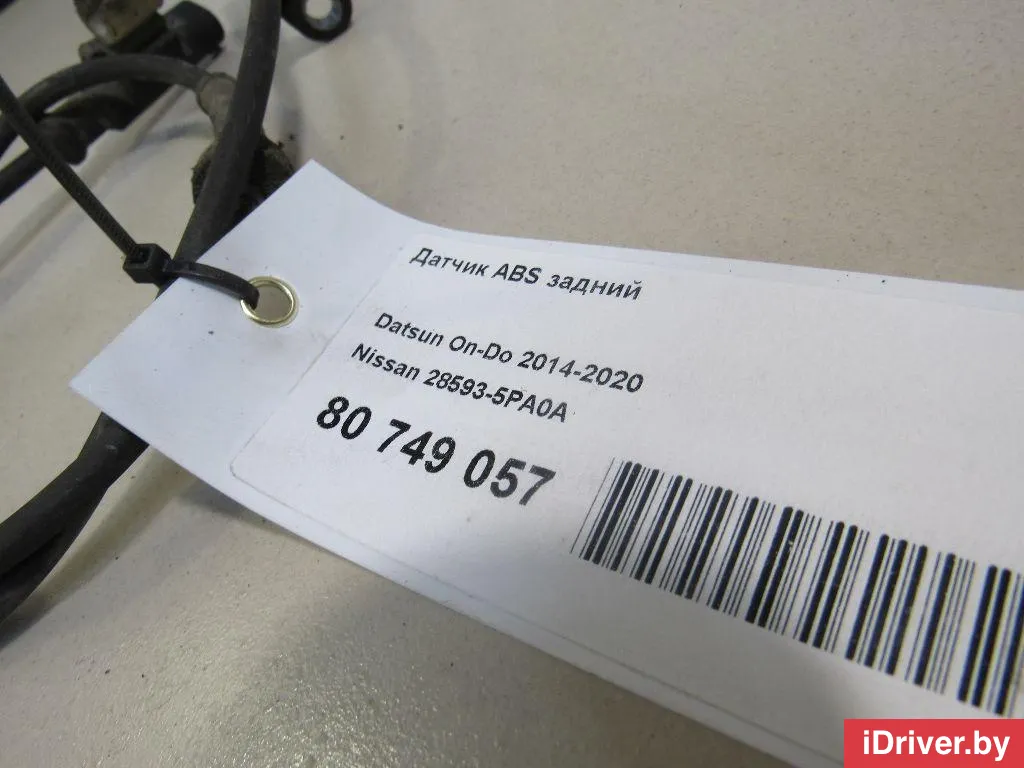 Датчик ABS задний
Datsun On-Do 2014-2020
Nissan 28593-5PA0A
80 749 057
iDriver.by